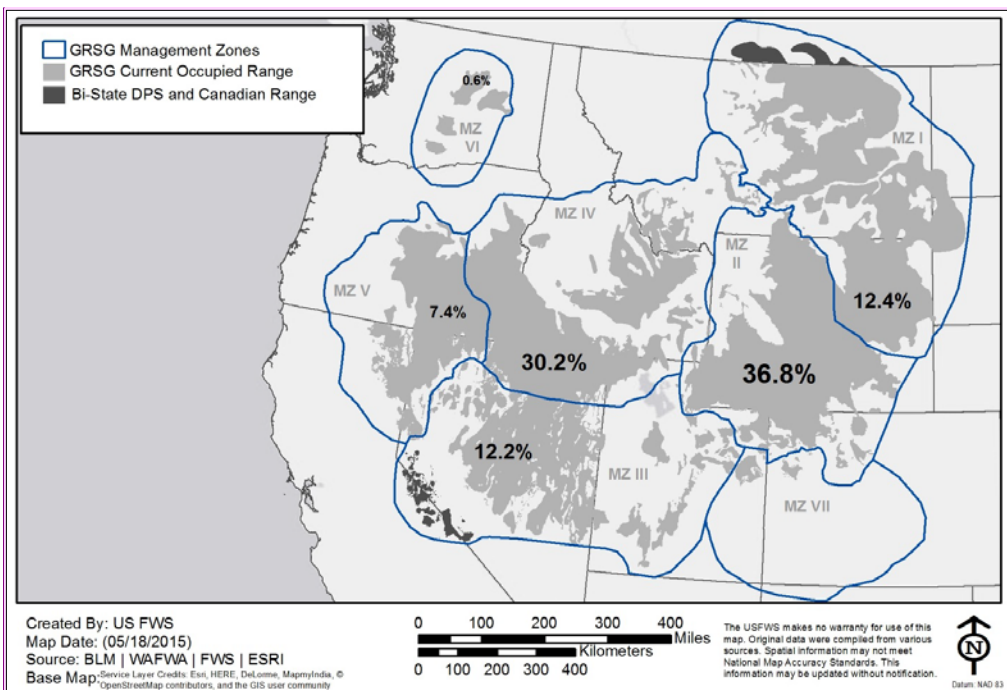 GRSG Management Zones
GRSG Current Occupied Range
Bi-State DPS and Canadian Range
0.6%
MZ
VI
MZ I
MZ IV
MZ
II
MZ V
7.4%
12.4%
30.2%
36.8%
12.2%
MZ III
MZ VII
Created By: US FWS
Map Date: (05/18/2015)
Source: BLM | WAFWA | FWS | ESRI
Base Map: Service Layer Credits: Esri, HERE, DeLorme, MapmyIndia, ©
OpenStreetMap contributors, and the GIS user community
0 100 200 300 400
Miles
Kilometers
0 100 200 300 400
The USFWS makes no warranty for use of this
map. Original data were compiled from various
sources. Spatial information may not meet
National Map Accuracy Standards. This
information may be updated without notification.
N
Datum: NAD 83